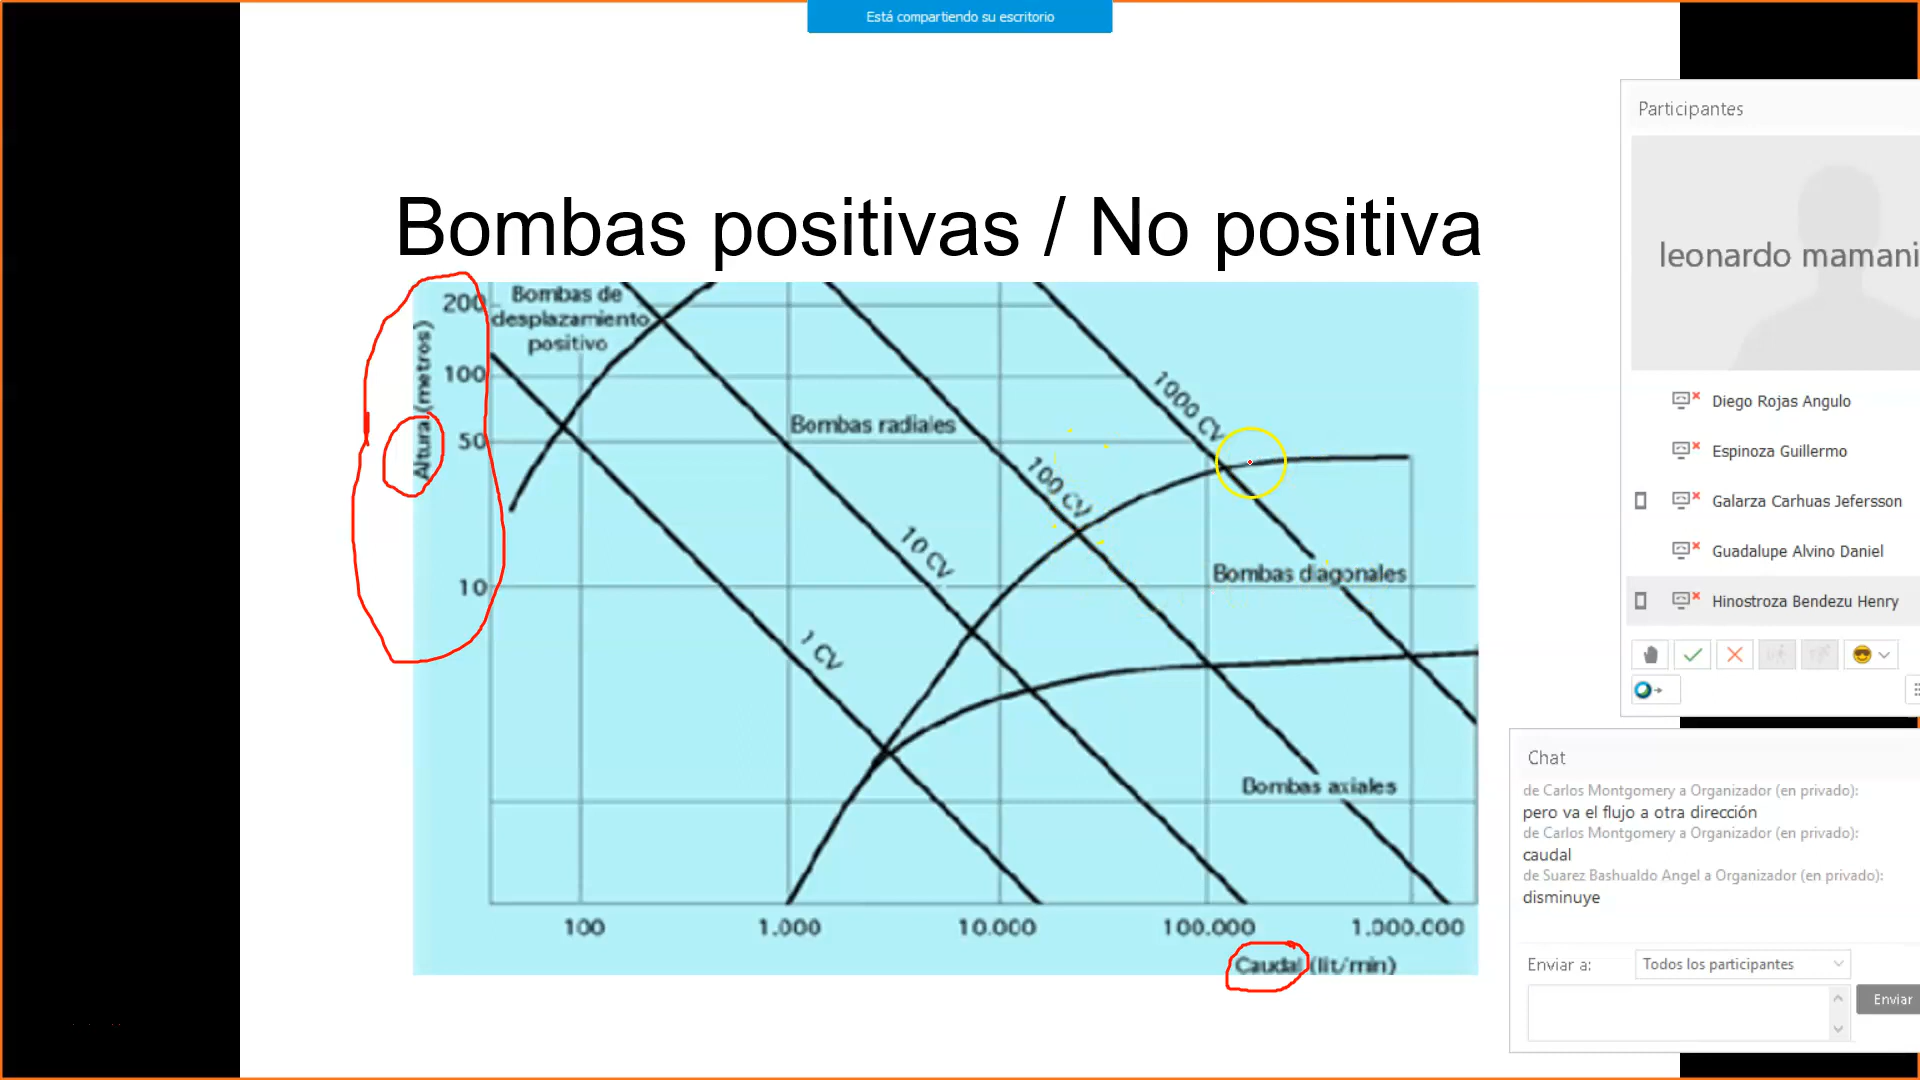 Está compartiendo su escritorio
Bombas positivas / No positiva
Altura (metros)
200
100
50
10
Bombas de
desplazamiento
positivo
Bombas radiales
1000 CV
100 CV
10 CV
1 CV
Bombas diagonales
Bombas axiales
100
1.000
10.000
100.000
1.000.000
Caudal (lit/min)
Participantes
leonardo mamani
Diego Rojas Angulo
Espinoza Guillermo
Galarza Carhuas Jefersson
Guadalupe Alvino Daniel
Hinostroza Bendezu Henry
Chat
de Carlos Montgomery a Organizador (en privado):
pero va el flujo a otra dirección
de Carlos Montgomery a Organizador (en privado):
caudal
de Suarez Bashualdo Angel a Organizador (en privado):
disminuye
Enviar a:
Todos los participantes
Enviar